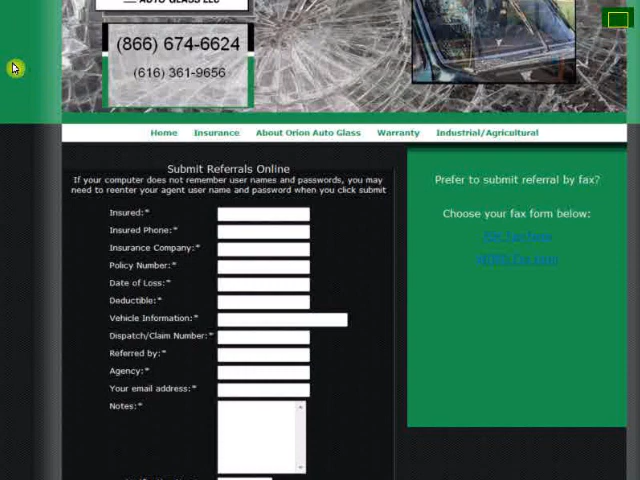 AUTO GLASS LLC
(866) 674-6624
(616) 361-9656
Home Insurance About Orion Auto Glass Warranty Industrial/Agricultural
Submit Referrals Online
If your computer does not remember user names and passwords, you may
need to reenter your agent user name and password when you click submit
Insured:*
Insured Phone:*
Insurance Company:*
Policy Number:*
Date of Loss:*
Deductible:*
Vehicle Information:*
Dispatch/Claim Number:*
Referred by:*
Agency:*
Your email address:*
Notes:*
Prefer to submit referral by fax?
Choose your fax form below:
Fax Form